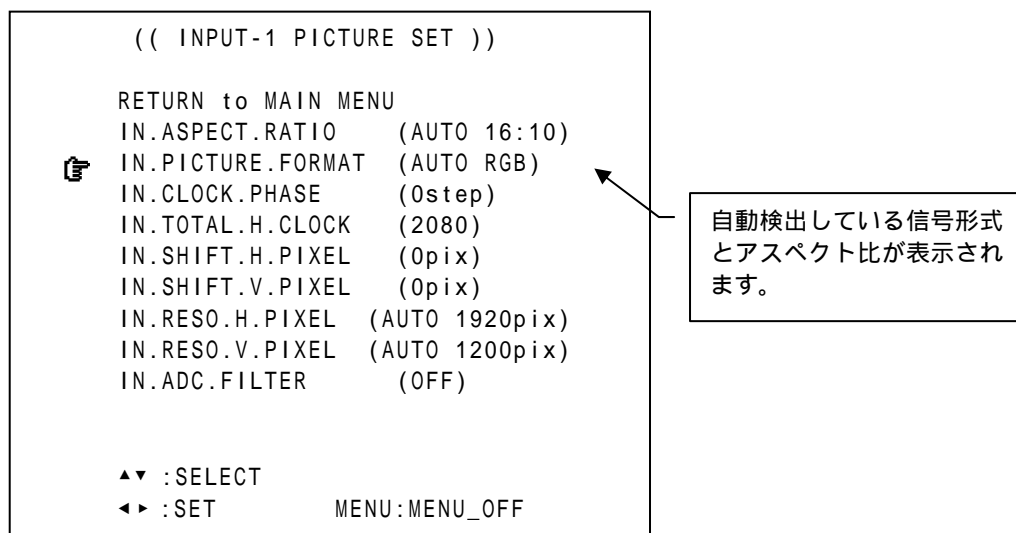 (( INPUT-1 PICTURE SET ))
RETURN to MAIN MENU
IN.ASPECT.RATIO (AUTO 16:10)
☞ IN.PICTURE.FORMAT (AUTO RGB)
IN.CLOCK.PHASE (0step)
IN.TOTAL.H.CLOCK (2080)
IN.SHIFT.H.PIXEL (0pix)
IN.SHIFT.V.PIXEL (0pix)
IN.RESO.H.PIXEL (AUTO 1920pix)
IN.RESO.V.PIXEL (AUTO 1200pix)
IN.ADC.FILTER (OFF)
▲▼ :SELECT
◄► :SET MENU:MENU_OFF
自動検出している信号形式
とアスペクト比が表示され
ます。